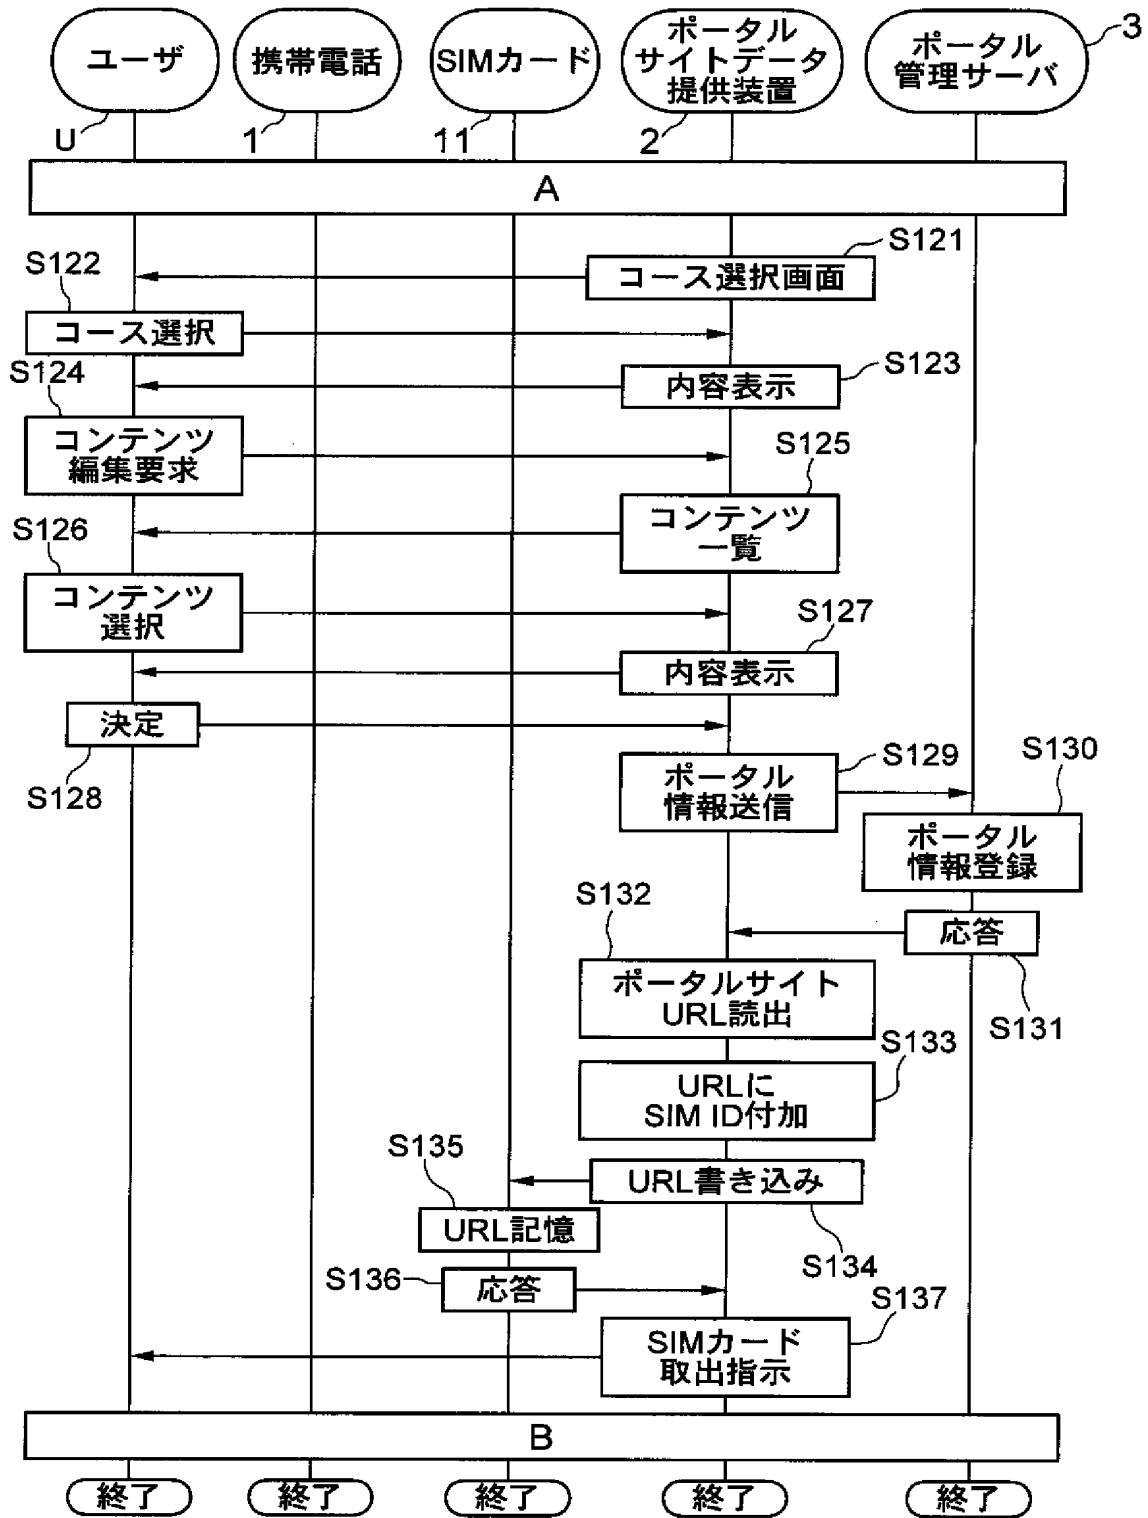 ユーザ
携帯電話
SIMカード
ポータル
サイトデータ
提供装置
ポータル
管理サーバ
3
U
1
11
2
A
S121
コース選択画面
S122
コース選択
S123
内容表示
S124
コンテンツ
編集要求
S125
コンテンツ
一覧
S126
コンテンツ
選択
S127
内容表示
決定
S128
S129
ポータル
情報送信
S130
ポータル
情報登録
応答
S131
S132
ポータルサイト
URL読出
S133
URLに
SIM ID付加
URL書き込み
S134
S135
URL記憶
S136
応答
S137
SIMカード
取出指示
B
終了
終了
終了
終了
終了